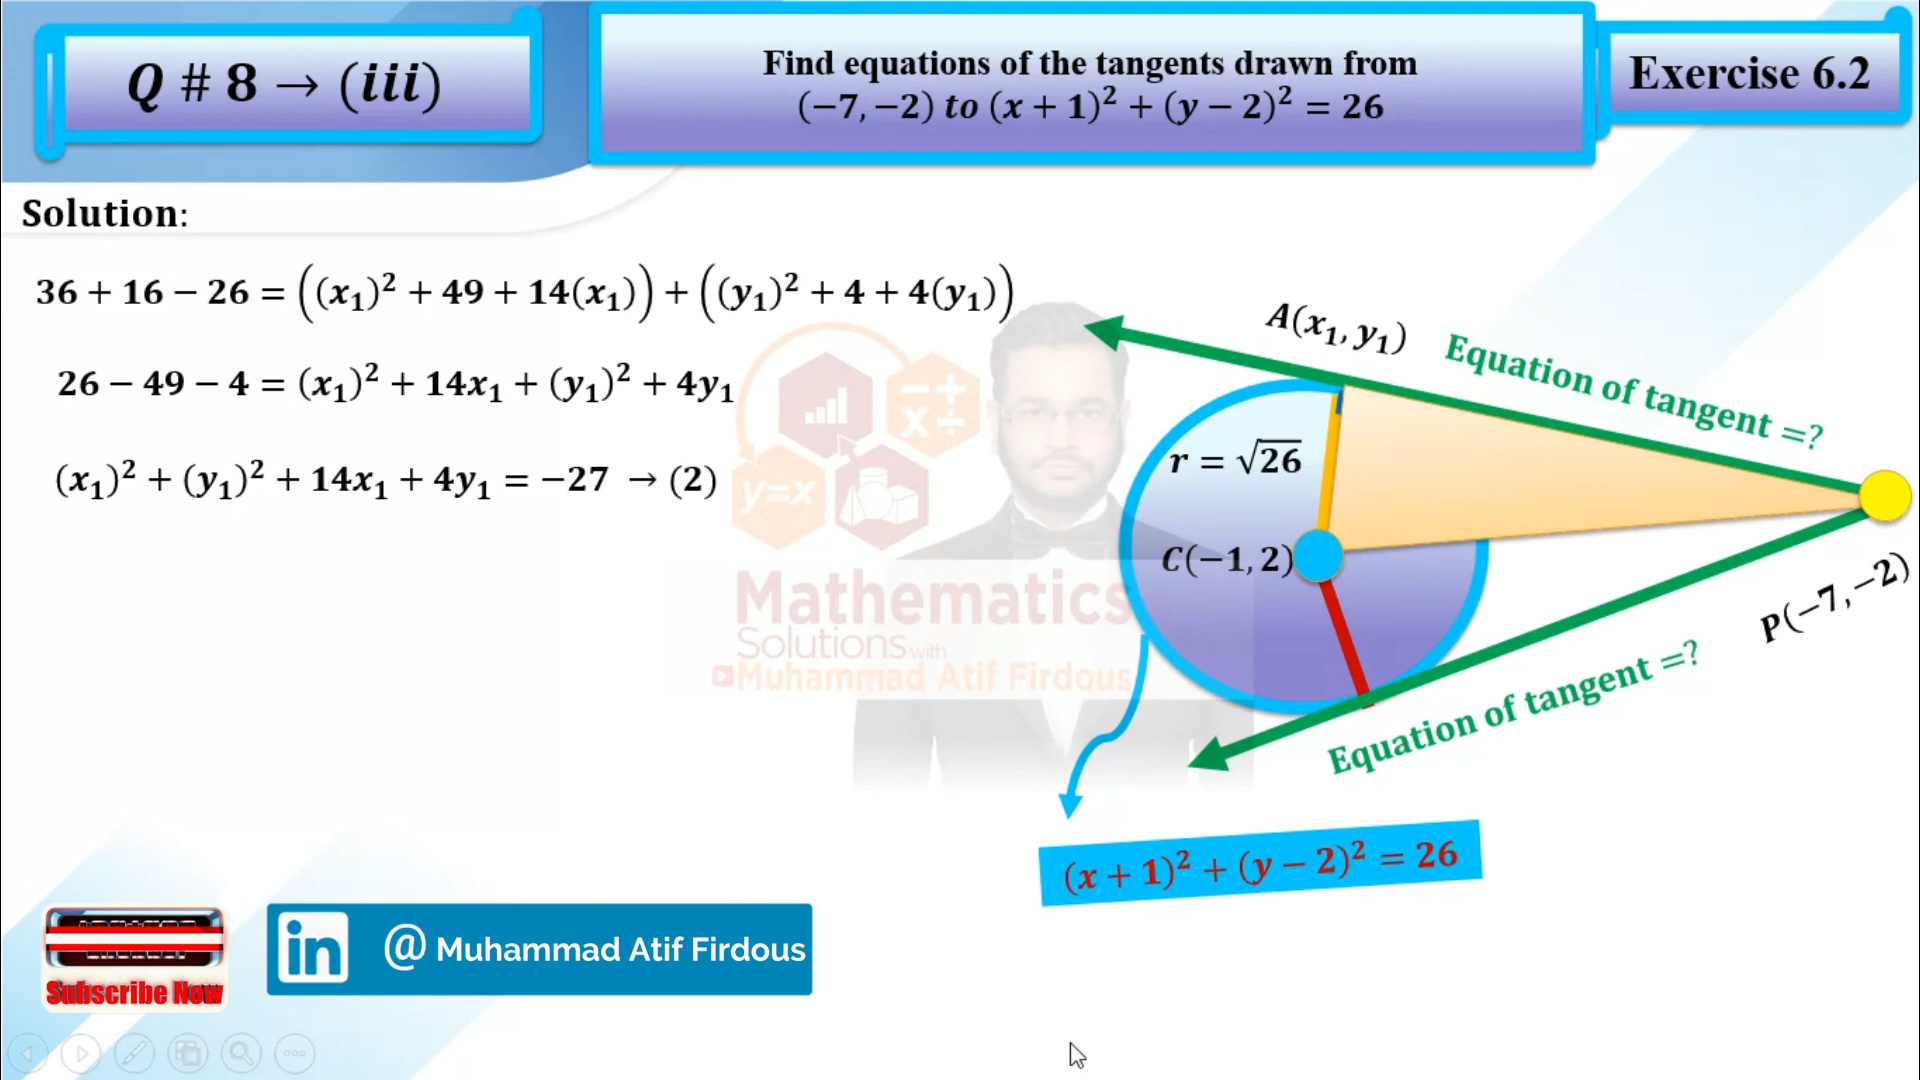 Q # 8 → (iii)
Find equations of the tangents drawn from
(−7, −2) to (x + 1)² + (y − 2)² = 26
Exercise 6.2
Solution:
36 + 16 − 26 = ((x₁)² + 49 + 14(x₁)) + ((y₁)² + 4 + 4(y₁))
26 − 49 − 4 = (x₁)² + 14x₁ + (y₁)² + 4y₁
(x₁)² + (y₁)² + 14x₁ + 4y₁ = −27 → (2)
A(x₁, y₁)
Equation of tangent =?
r = √26
C(−1, 2)
P(−7, −2)
Equation of tangent =?
(x + 1)² + (y − 2)² = 26
y=x
Mathematics
Solutions with
Muhammad Atif Firdous
Subscribe Now
in @ Muhammad Atif Firdous